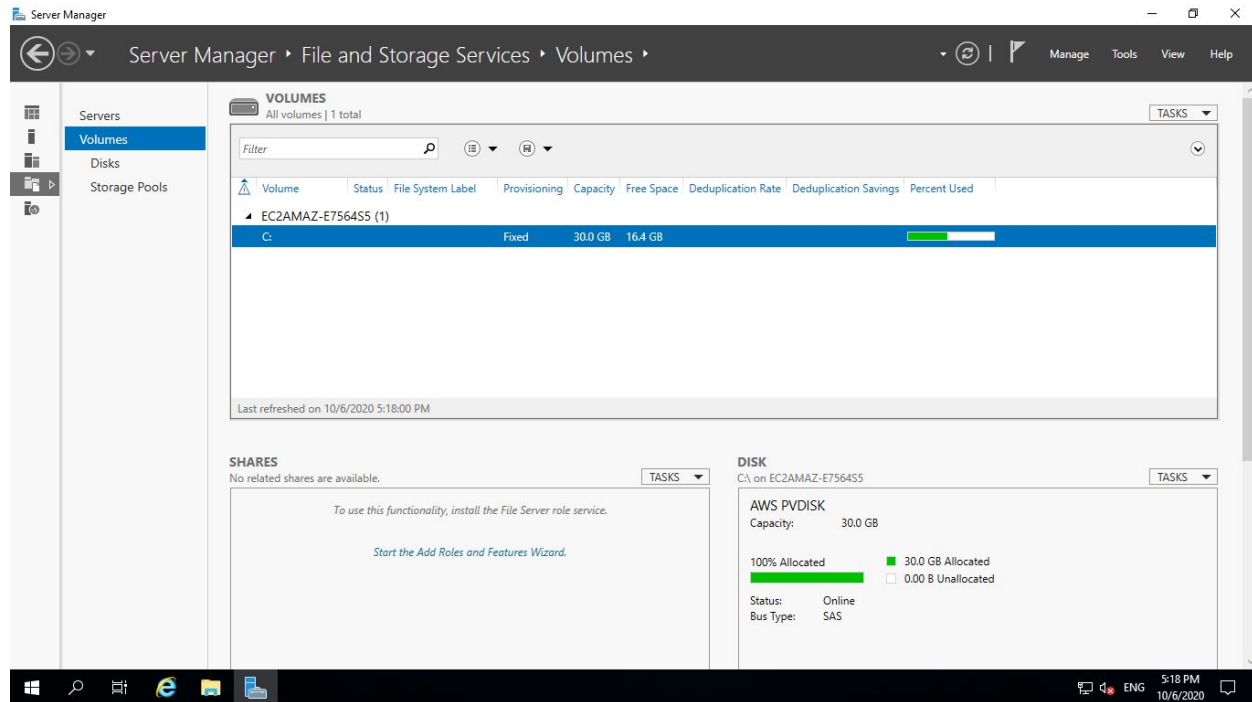 Server Manager
Server Manager ‣ File and Storage Services ‣ Volumes ‣
Manage Tools View Help
Servers
Volumes
Disks
Storage Pools
VOLUMES
All volumes | 1 total
TASKS
Filter
Volume Status File System Label Provisioning Capacity Free Space Deduplication Rate Deduplication Savings Percent Used
EC2AMAZ-E7564S5 (1)
C: Fixed 30.0 GB 16.4 GB
Last refreshed on 10/6/2020 5:18:00 PM
SHARES
No related shares are available.
TASKS
To use this functionality, install the File Server role service.
Start the Add Roles and Features Wizard.
DISK
C:\ on EC2AMAZ-E7564S5
TASKS
AWS PVDISK
Capacity: 30.0 GB
100% Allocated
30.0 GB Allocated
0.00 B Unallocated
Status: Online
Bus Type: SAS
ENG
5:18 PM
10/6/2020